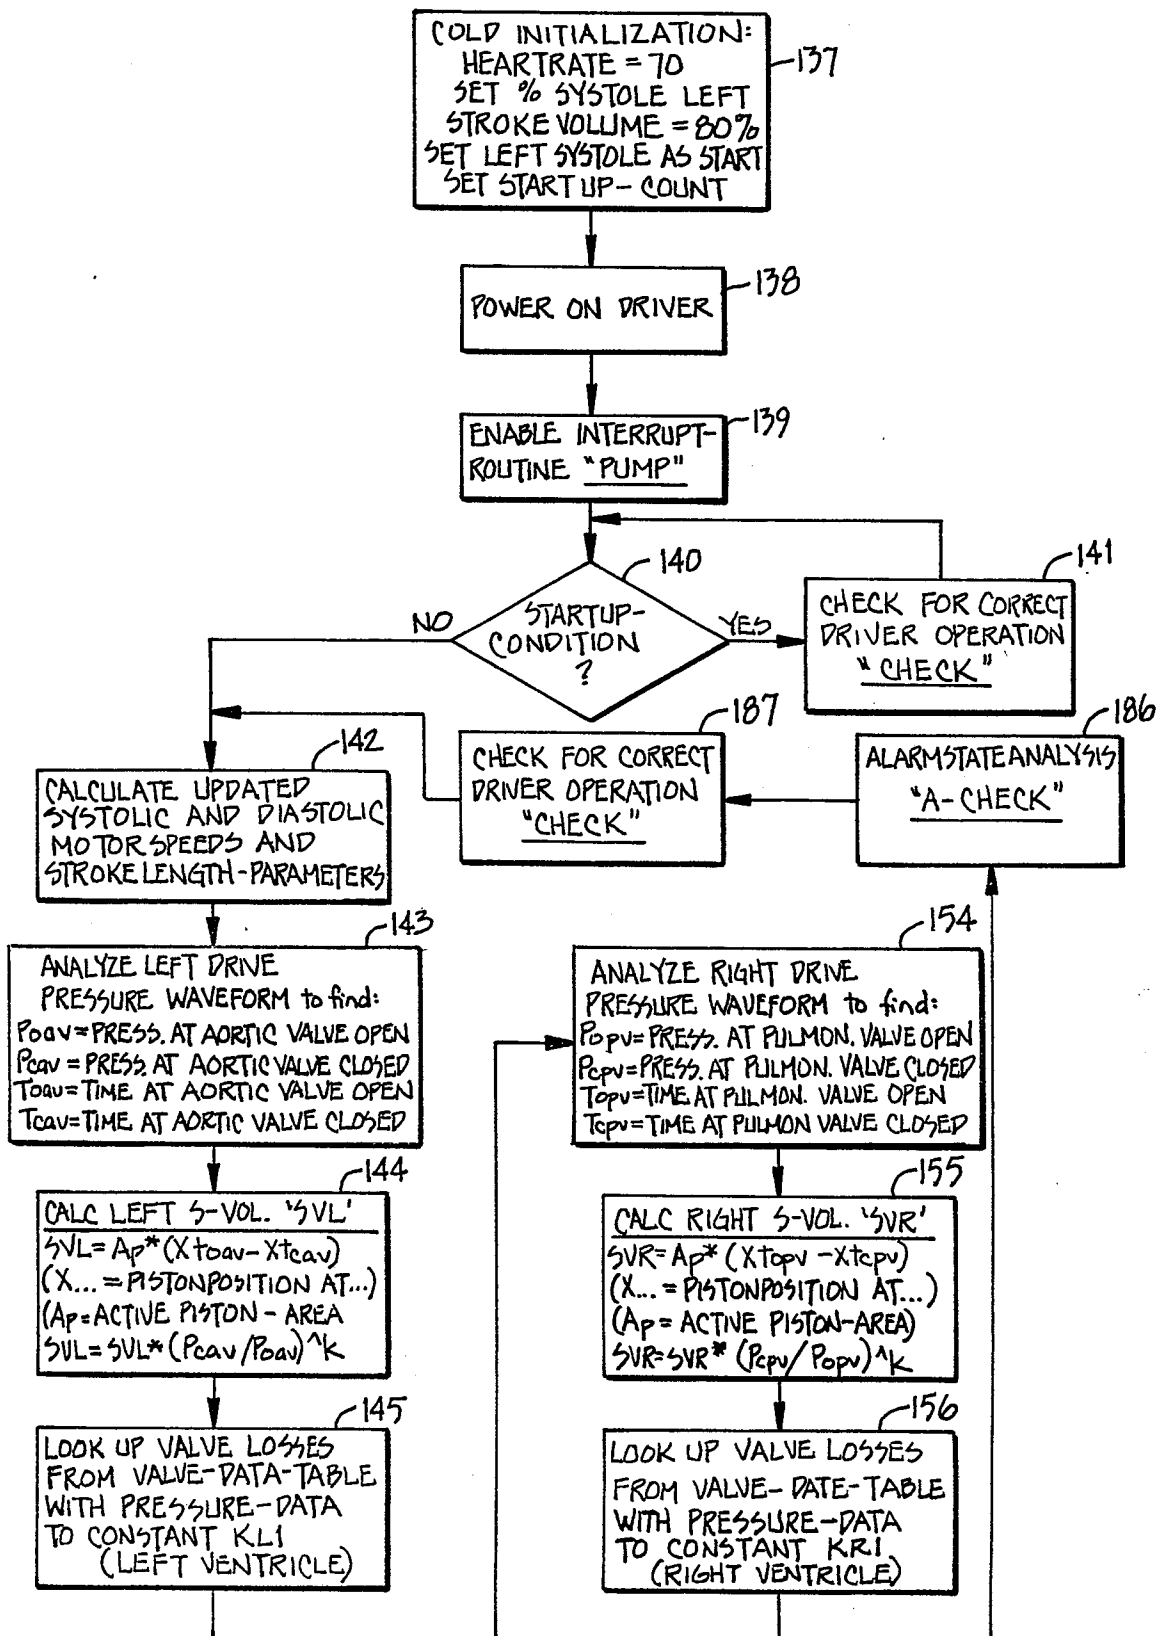 COLD INITIALIZATION:
HEARTRATE = 70
SET % SYSTOLE LEFT
STROKE VOLUME = 80%
SET LEFT SYSTOLE AS START
SET START UP- COUNT
137
POWER ON DRIVER
138
ENABLE INTERRUPT-
ROUTINE "PUMP"
139
STARTUP-
CONDITION
?
140
NO
YES
CHECK FOR CORRECT
DRIVER OPERATION
"CHECK"
141
CALCULATE UPDATED
SYSTOLIC AND DIASTOLIC
MOTORSPEEDS AND
STROKELENGTH-PARAMETERS
142
CHECK FOR CORRECT
DRIVER OPERATION
"CHECK"
187
ALARMSTATEANALYSIS
"A-CHECK"
186
ANALYZE LEFT DRIVE
PRESSURE WAVEFORM to find:
Poav=PRESS. AT AORTIC VALVE OPEN
Pcav=PRESS. AT AORTIC VALVE CLOSED
Toav=TIME AT AORTIC VALVE OPEN
Tcav=TIME AT AORTIC VALVE CLOSED
143
CALC LEFT S-VOL. 'SVL'
SVL=Ap*(Xtoav-Xtcav)
(X...=PISTONPOSITION AT...)
(Ap=ACTIVE PISTON-AREA
SVL=SVL*(Pcav/Poav)^K
144
LOOK UP VALVE LOSSES
FROM VALVE-DATA-TABLE
WITH PRESSURE-DATA
TO CONSTANT KL1
(LEFT VENTRICLE)
145
ANALYZE RIGHT DRIVE
PRESSURE WAVEFORM to find:
Popv=PRESS. AT PULMON. VALVE OPEN
Pcpv=PRESS. AT PULMON. VALVE CLOSED
Topv=TIME AT PULMON. VALVE OPEN
Tcpv=TIME AT PULMON VALVE CLOSED
154
CALC RIGHT S-VOL. 'SVR'
SVR=Ap*(Xtopv-Xtcpv)
(X...=PISTONPOSITION AT...)
(Ap=ACTIVE PISTON-AREA)
SVR=SVR*(Pcpv/Popv)^K
155
LOOK UP VALVE LOSSES
FROM VALVE-DATE-TABLE
WITH PRESSURE-DATA
TO CONSTANT KR1
(RIGHT VENTRICLE)
156